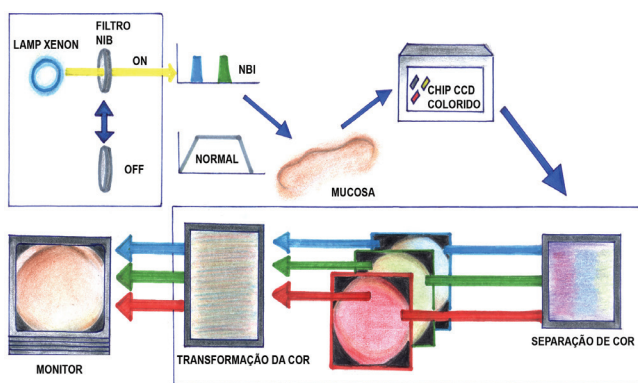 FILTRO
NIB
LAMP XENON
ON
NBI
OFF
NORMAL
MUCOSA
CHIP CCD
COLORIDO
MONITOR
TRANSFORMAÇÃO DA COR
SEPARAÇÃO DE COR